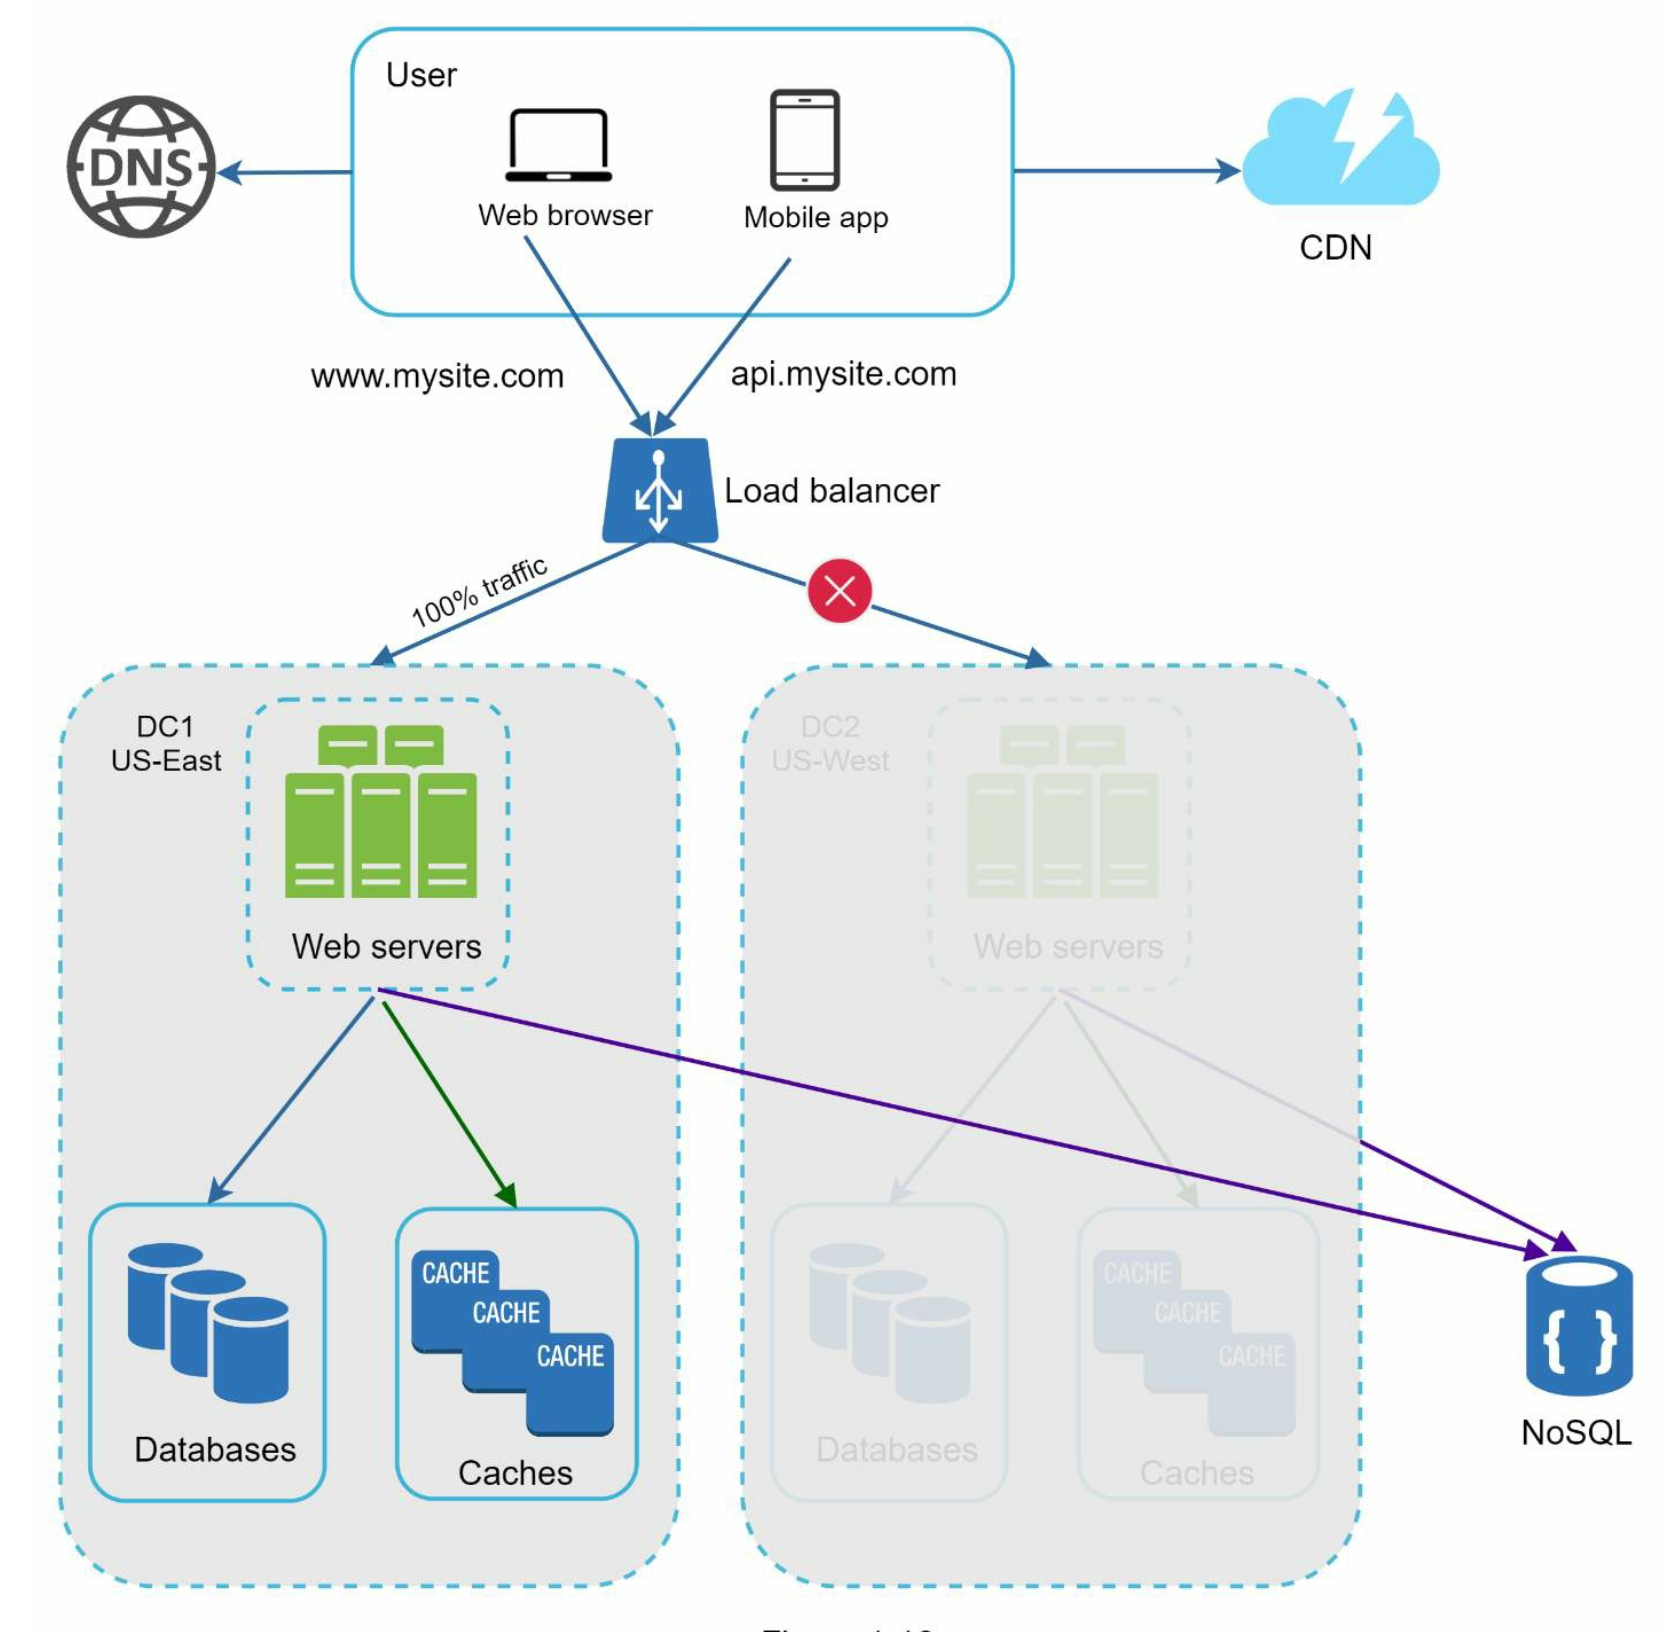 User
DNS
Web browser
Mobile app
CDN
www.mysite.com
api.mysite.com
Load balancer
100% traffic
DC1
US-East
Web servers
DC2
US-West
Web servers
CACHE
CACHE
CACHE
Databases
Caches
CACHE
CACHE
CACHE
Databases
Caches
{ }
NoSQL